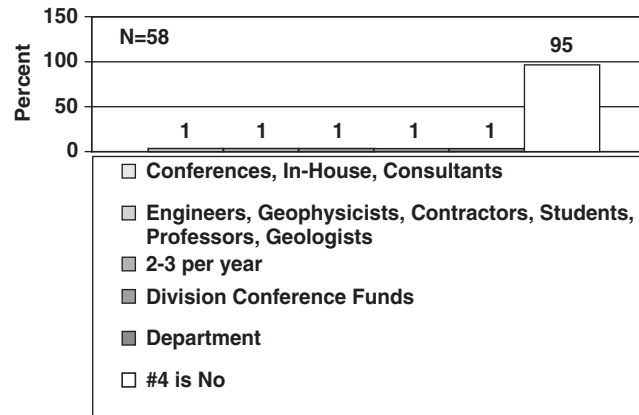 150
N=58
95
100
Percent
50
1 1 1 1 1
0
Conferences, In-House, Consultants
Engineers, Geophysicists, Contractors, Students,
Professors, Geologists
2-3 per year
Division Conference Funds
Department
#4 is No